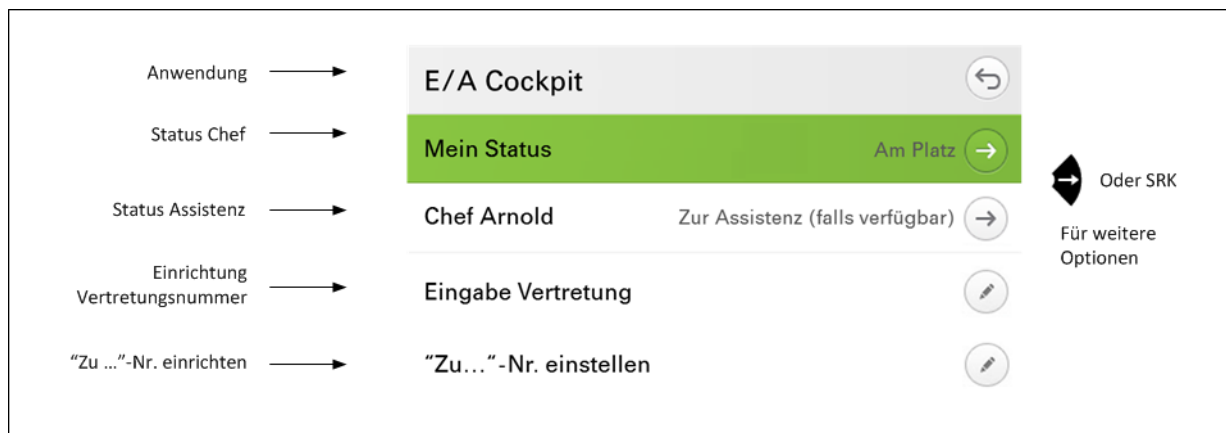 Anwendung
E/A Cockpit
Status Chef
Mein Status Am Platz
Oder SRK
Status Assistenz
Chef Arnold Zur Assistenz (falls verfügbar)
Für weitere
Optionen
Einrichtung
Vertretungsnummer
Eingabe Vertretung
“Zu ...”-Nr. einrichten
“Zu...“-Nr. einstellen